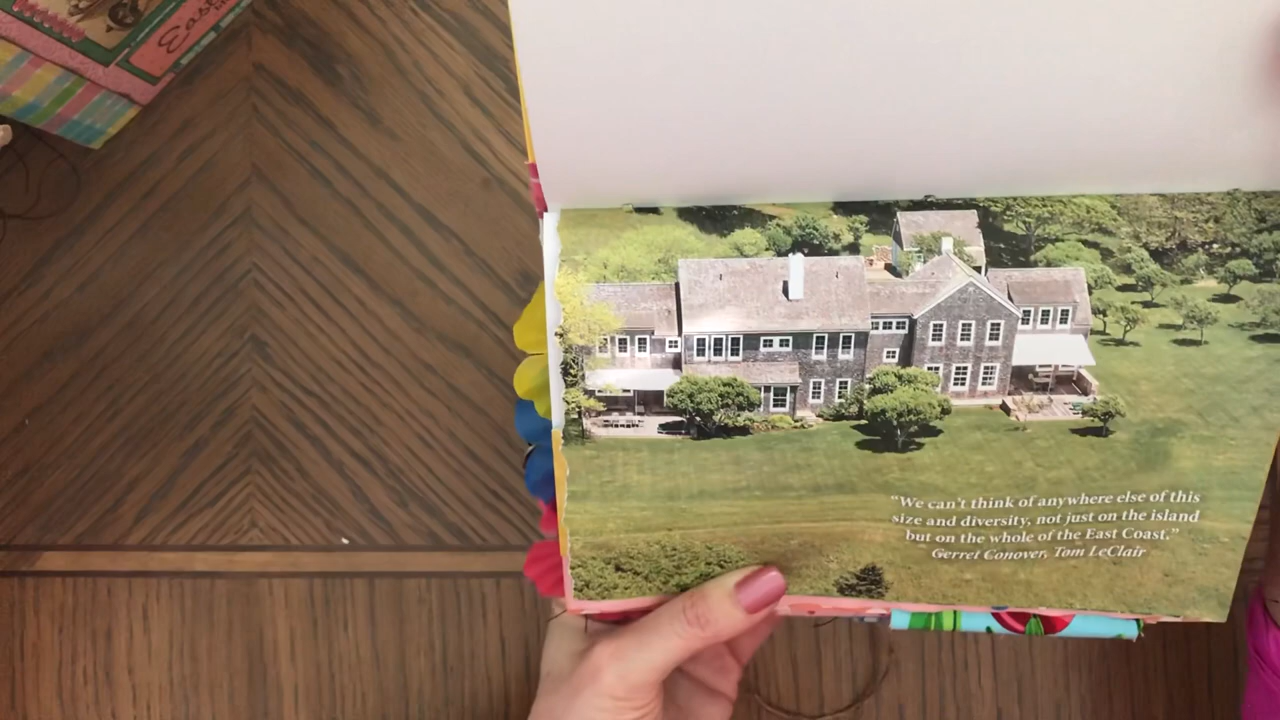 “We can’t think of anywhere else of this
size and diversity, not just on the island
but on the whole of the East Coast.”
Gerret Conover, Tom LeClair